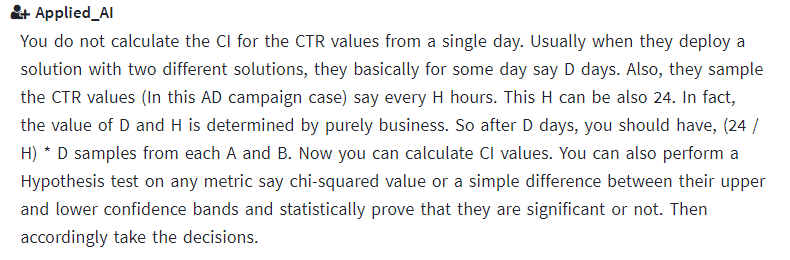 Applied_AI
You do not calculate the CI for the CTR values from a single day. Usually when they deploy a
solution with two different solutions, they basically for some day say D days. Also, they sample
the CTR values (In this AD campaign case) say every H hours. This H can be also 24. In fact,
the value of D and H is determined by purely business. So after D days, you should have, (24 /
H) * D samples from each A and B. Now you can calculate CI values. You can also perform a
Hypothesis test on any metric say chi-squared value or a simple difference between their upper
and lower confidence bands and statistically prove that they are significant or not. Then
accordingly take the decisions.